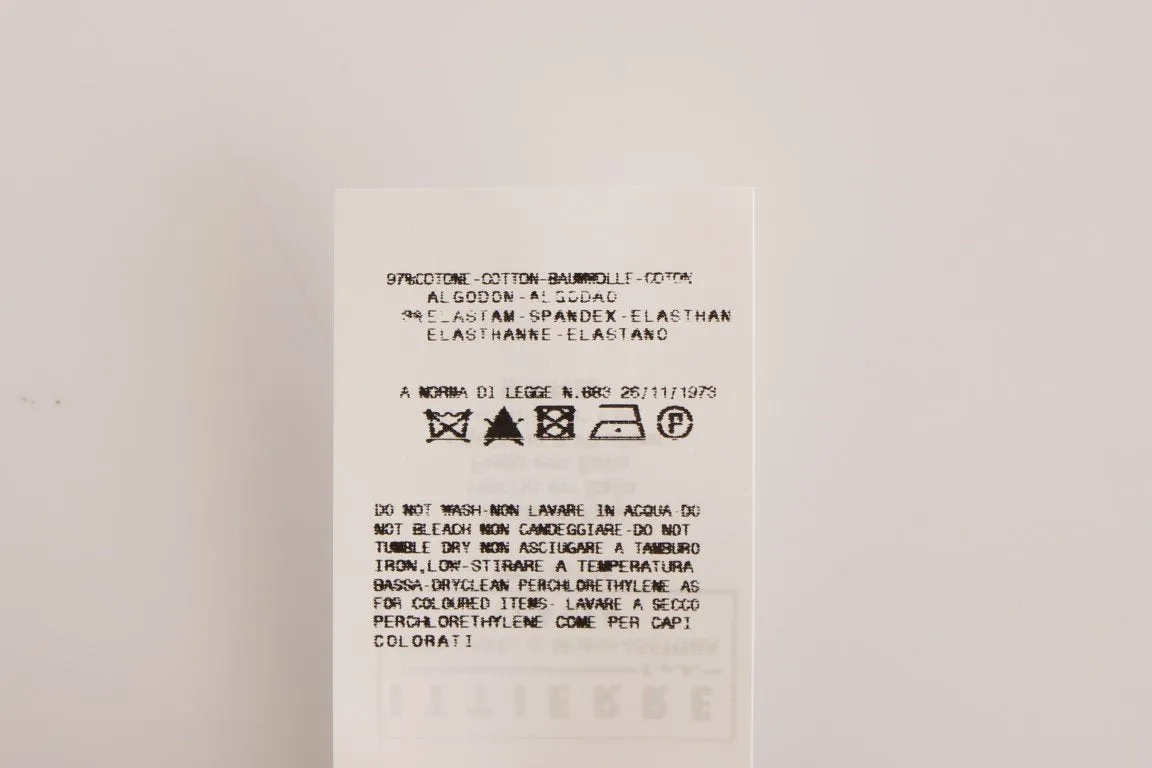 97%COTONE-COTTON-BAUMWOLLE-COTON
ALGODON-ALGODAO
3%ELASTAM-SPANDEX-ELASTHAN
ELASTHANNE-ELASTANO
A NORMA DI LEGGE N.883 26/11/1973
P
DO NOT WASH-NON LAVARE IN ACQUA-DO
NOT BLEACH NON CANDEGGIARE-DO NOT
TUMBLE DRY NON ASCIUGARE A TAMBURO
IRON,LOW-STIRARE A TEMPERATURA
BASSA-DRYCLEAN PERCHLORETHYLENE AS
FOR COLOURED ITEMS- LAVARE A SECCO
PERCHLORETHYLENE COME PER CAPI
COLORATI
ITTIERRE